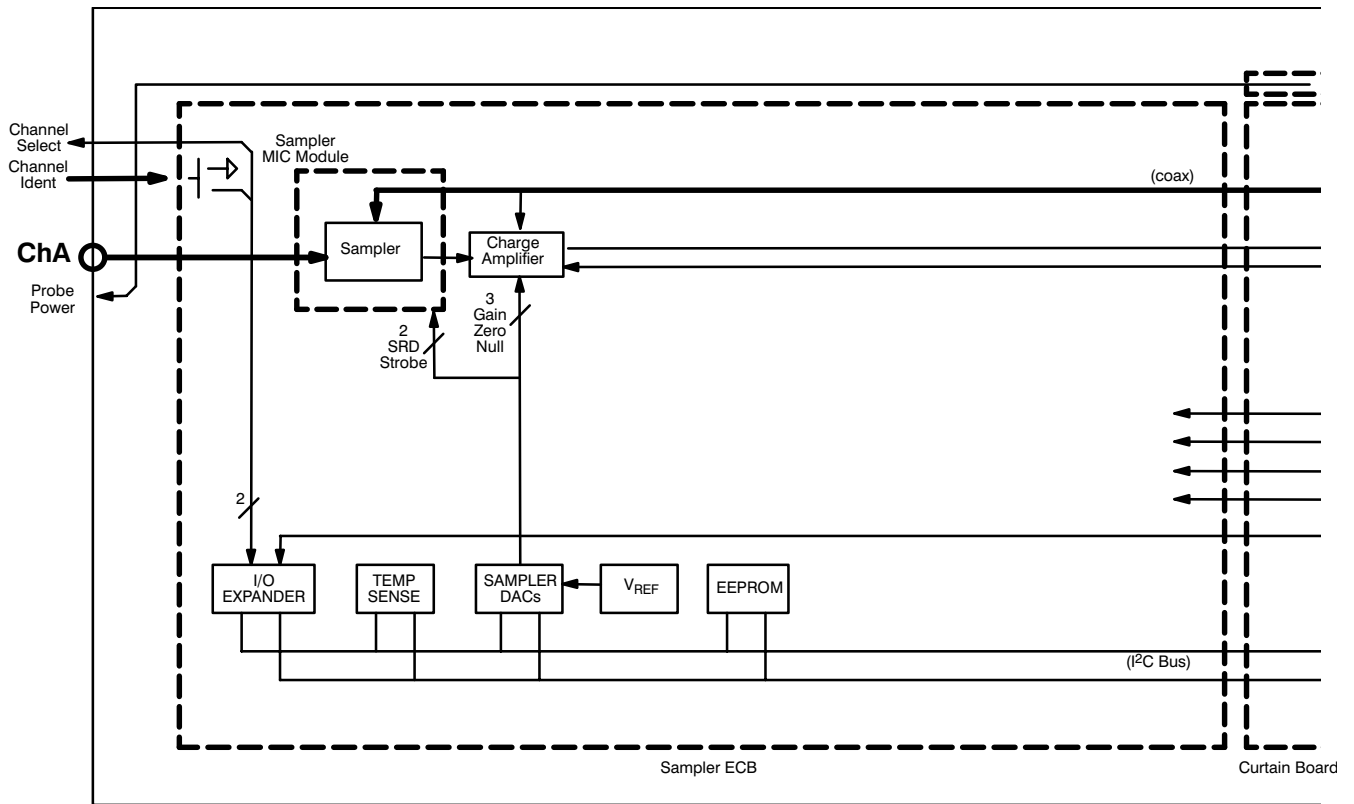 Channel
Select
Channel
Ident
ChA
Probe
Power
Sampler
MIC Module
(coax)
Sampler
Charge
Amplifier
3
Gain
Zero
Null
2
SRD
Strobe
2
I/O
EXPANDER
TEMP
SENSE
SAMPLER
DACs
VREF
EEPROM
(I2C Bus)
Sampler ECB
Curtain Board